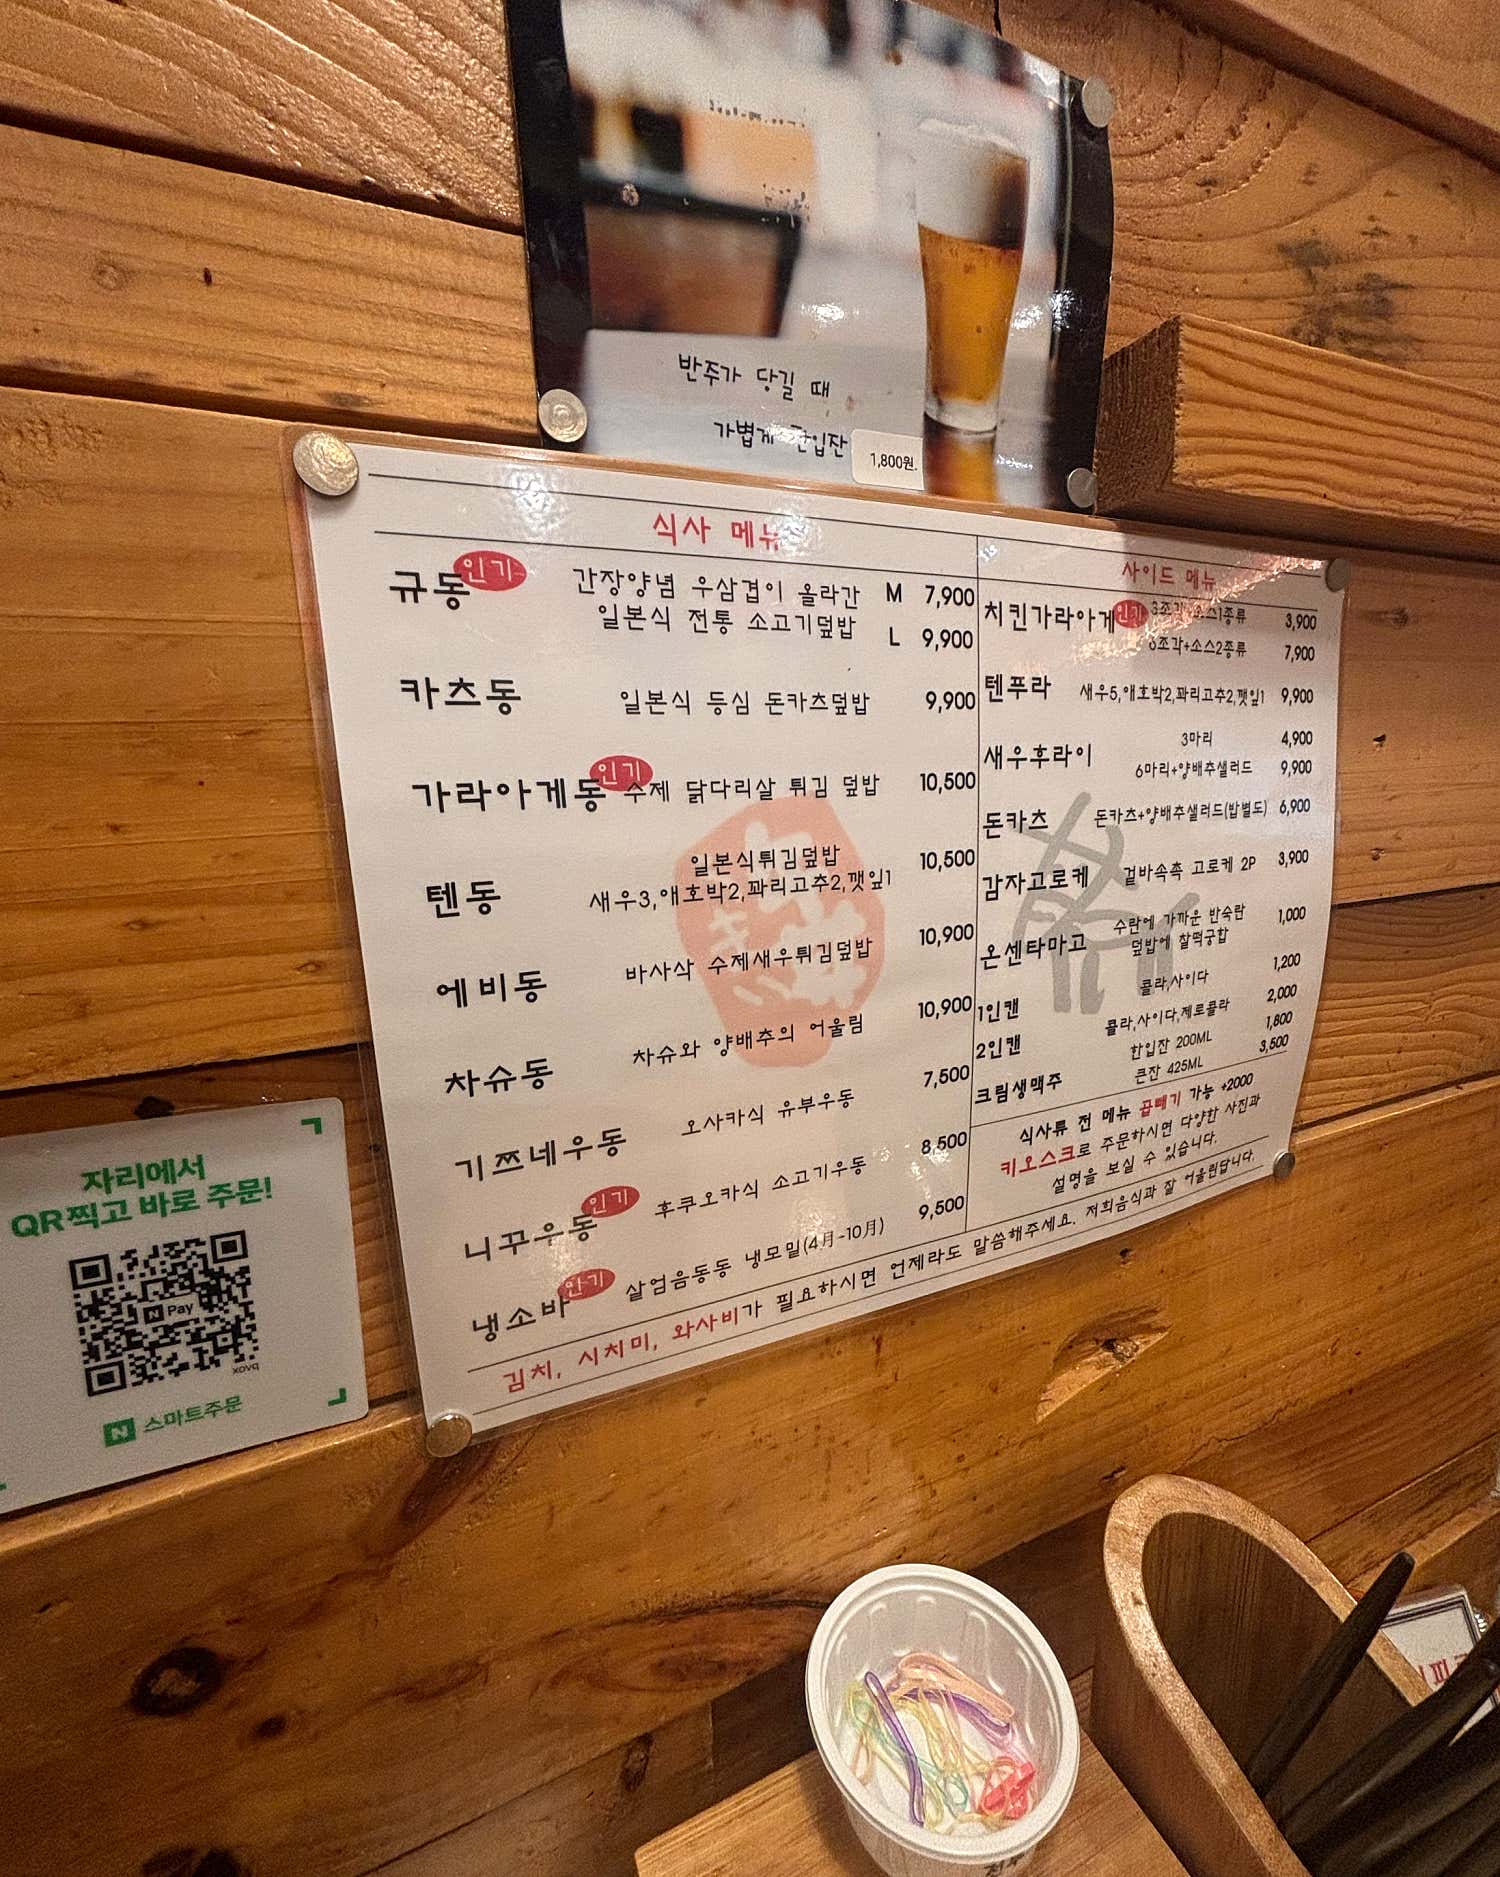 반주가 당길 때
가볍게 한입잔
1,800원.
식사 메뉴
규동 인기 간장양념 우삼겹이 올라간 M 7,900
일본식 전통 소고기덮밥 L 9,900
카츠동 일본식 등심 돈카츠덮밥 9,900
가라아게동 인기 수제 닭다리살 튀김 덮밥 10,500
일본식튀김덮밥 10,500
텐동 새우3,애호박2,꽈리고추2,깻잎1
에비동 바사삭 수제새우튀김덮밥 10,900
차슈동 차슈와 양배추의 어울림 10,900
기쯔네우동 오사카식 유부우동 7,500
니꾸우동 인기 후쿠오카식 소고기우동 8,500
냉소바 인기 살얼음동동 냉모밀(4月-10月) 9,500
사이드 메뉴
치킨가라아게 인기 3조각+소스1종류 3,900
6조각+소스2종류 7,900
텐푸라 새우5,애호박2,꽈리고추2,깻잎1 9,900
새우후라이 3마리 4,900
6마리+양배추샐러드 9,900
돈카츠 돈카츠+양배추샐러드(밥별도) 6,900
감자고로케 겉바속촉 고로케 2P 3,900
온센타마고 수란에 가까운 반숙란 1,000
덮밥에 찰떡궁합
1인캔 콜라,사이다 1,200
2인캔 콜라,사이다,제로콜라 2,000
크림생맥주 한입잔 200ML 1,800
큰잔 425ML 3,500
식사류 전 메뉴 곱빼기 가능 +2000
키오스크로 주문하시면 다양한 사진과
설명을 보실 수 있습니다.
김치, 시치미, 와사비가 필요하시면 언제라도 말씀해주세요. 저희음식과 잘 어울린답니다.
자리에서
QR찍고 바로 주문!
N Pay
xovq
N 스마트주문